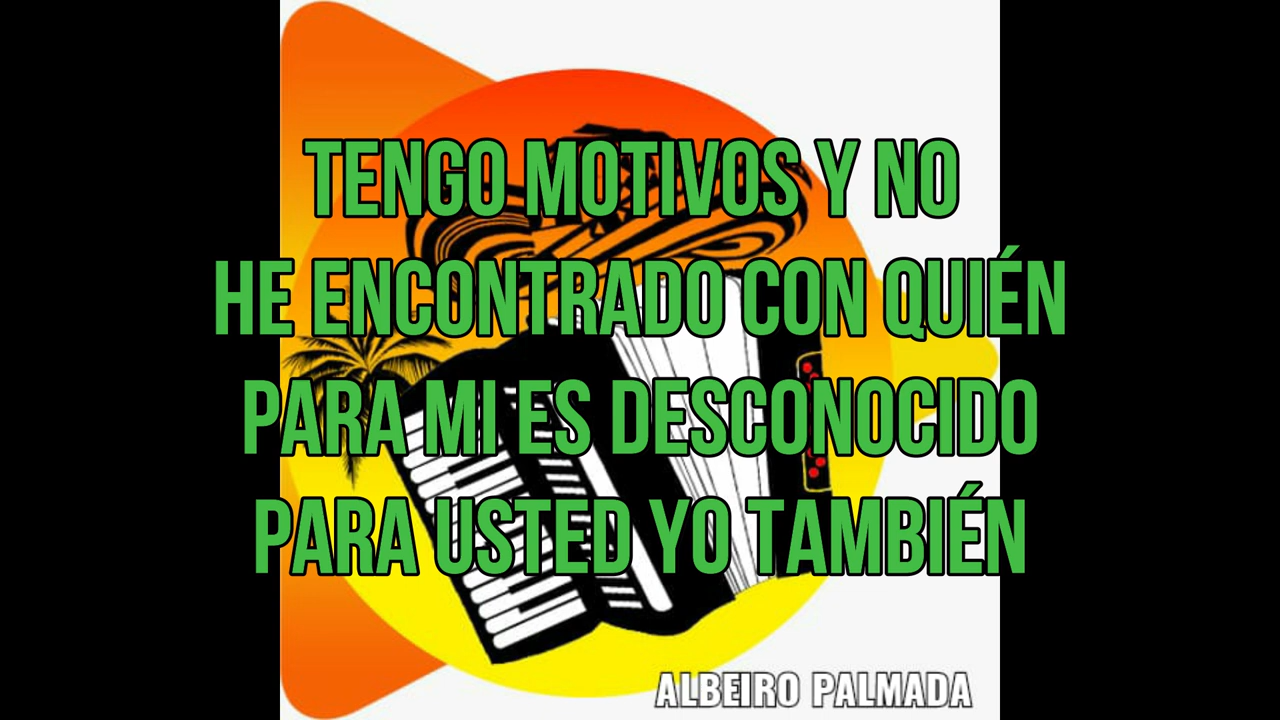 TENGO MOTIVOS Y NO
HE ENCONTRADO CON QUIÉN
PARA MI ES DESCONOCIDO
PARA USTED YO TAMBIÉN
ALBEIRO PALMADA